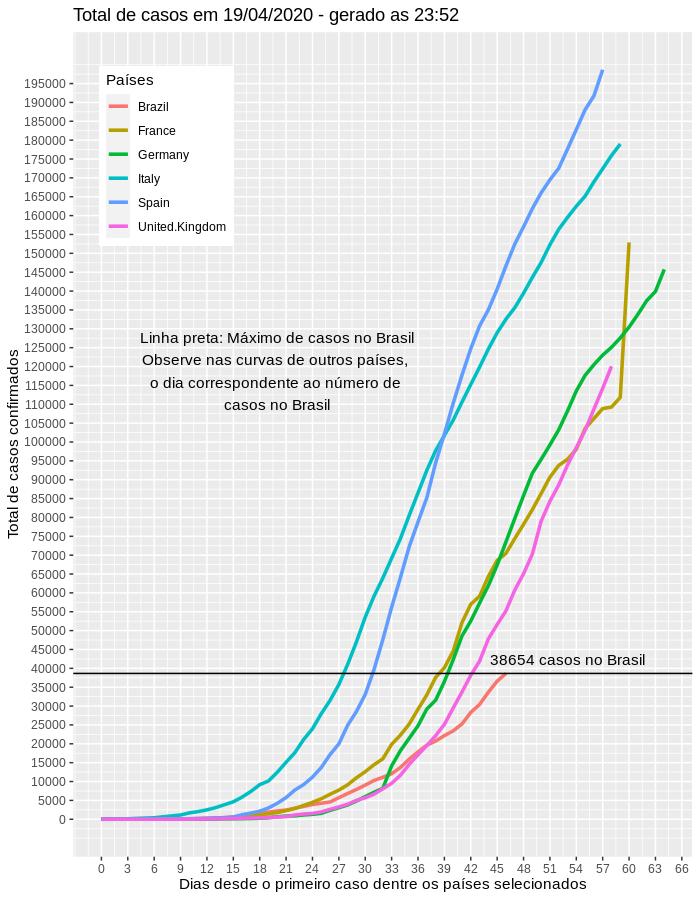 Total de casos em 19/04/2020 - gerado as 23:52
Países
Brazil
France
Germany
Italy
Spain
United.Kingdom
Linha preta: Máximo de casos no Brasil
Observe nas curvas de outros países,
o dia correspondente ao número de
casos no Brasil
38654 casos no Brasil
Total de casos confirmados
195000
190000
185000
180000
175000
170000
165000
160000
155000
150000
145000
140000
135000
130000
125000
120000
115000
110000
105000
100000
95000
90000
85000
80000
75000
70000
65000
60000
55000
50000
45000
40000
35000
30000
25000
20000
15000
10000
5000
0
0 3 6 9 12 15 18 21 24 27 30 33 36 39 42 45 48 51 54 57 60 63 66
Dias desde o primeiro caso dentre os países selecionados